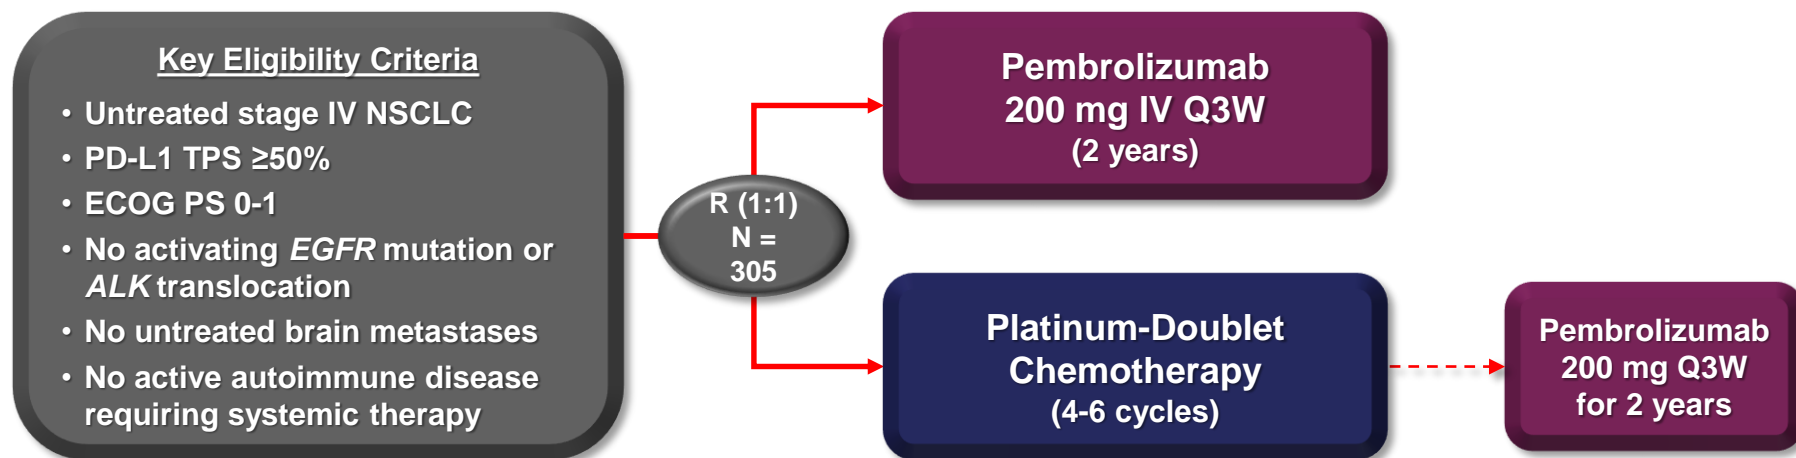 Key Eligibility Criteria
• Untreated stage IV NSCLC
• PD-L1 TPS ≥50%
• ECOG PS 0-1
• No activating EGFR mutation or
ALK translocation
• No untreated brain metastases
• No active autoimmune disease
requiring systemic therapy
R (1:1)
N =
305
Pembrolizumab
200 mg IV Q3W
(2 years)
Platinum-Doublet
Chemotherapy
(4-6 cycles)
Pembrolizumab
200 mg Q3W
for 2 years